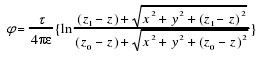 φ = τ / 4πε {ln (z₁ − z) + √(x² + y² + (z₁ − z)²) / (z₀ − z) + √(x² + y² + (z₀ − z)²)}